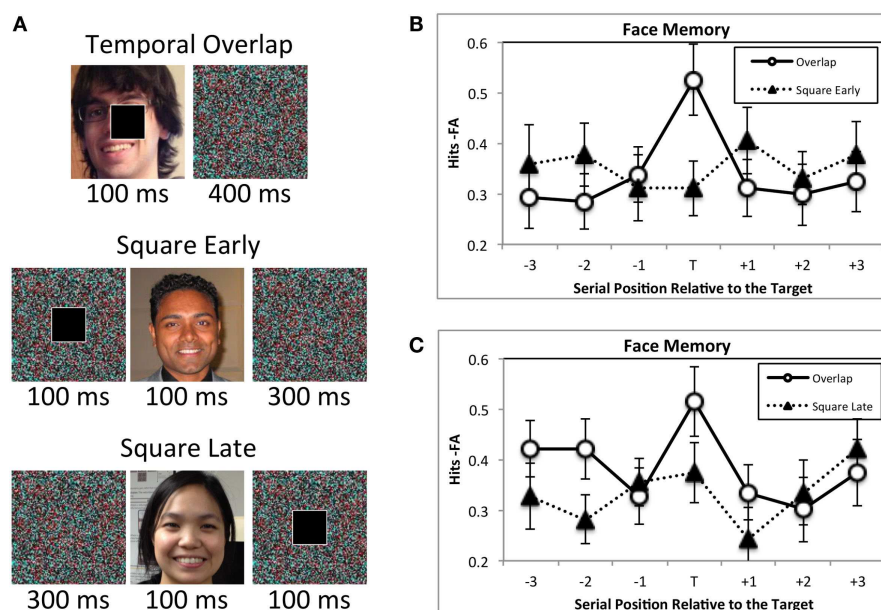 A
Temporal Overlap
100 ms 400 ms
Square Early
100 ms 100 ms 300 ms
Square Late
300 ms 100 ms 100 ms
B
Face Memory
0.6
0.5
0.4
0.3
0.2
Hits -FA
Overlap
Square Early
-3 -2 -1 T +1 +2 +3
Serial Position Relative to the Target
C
Face Memory
0.6
0.5
0.4
0.3
0.2
Hits -FA
Overlap
Square Late
-3 -2 -1 T +1 +2 +3
Serial Position Relative to the Target